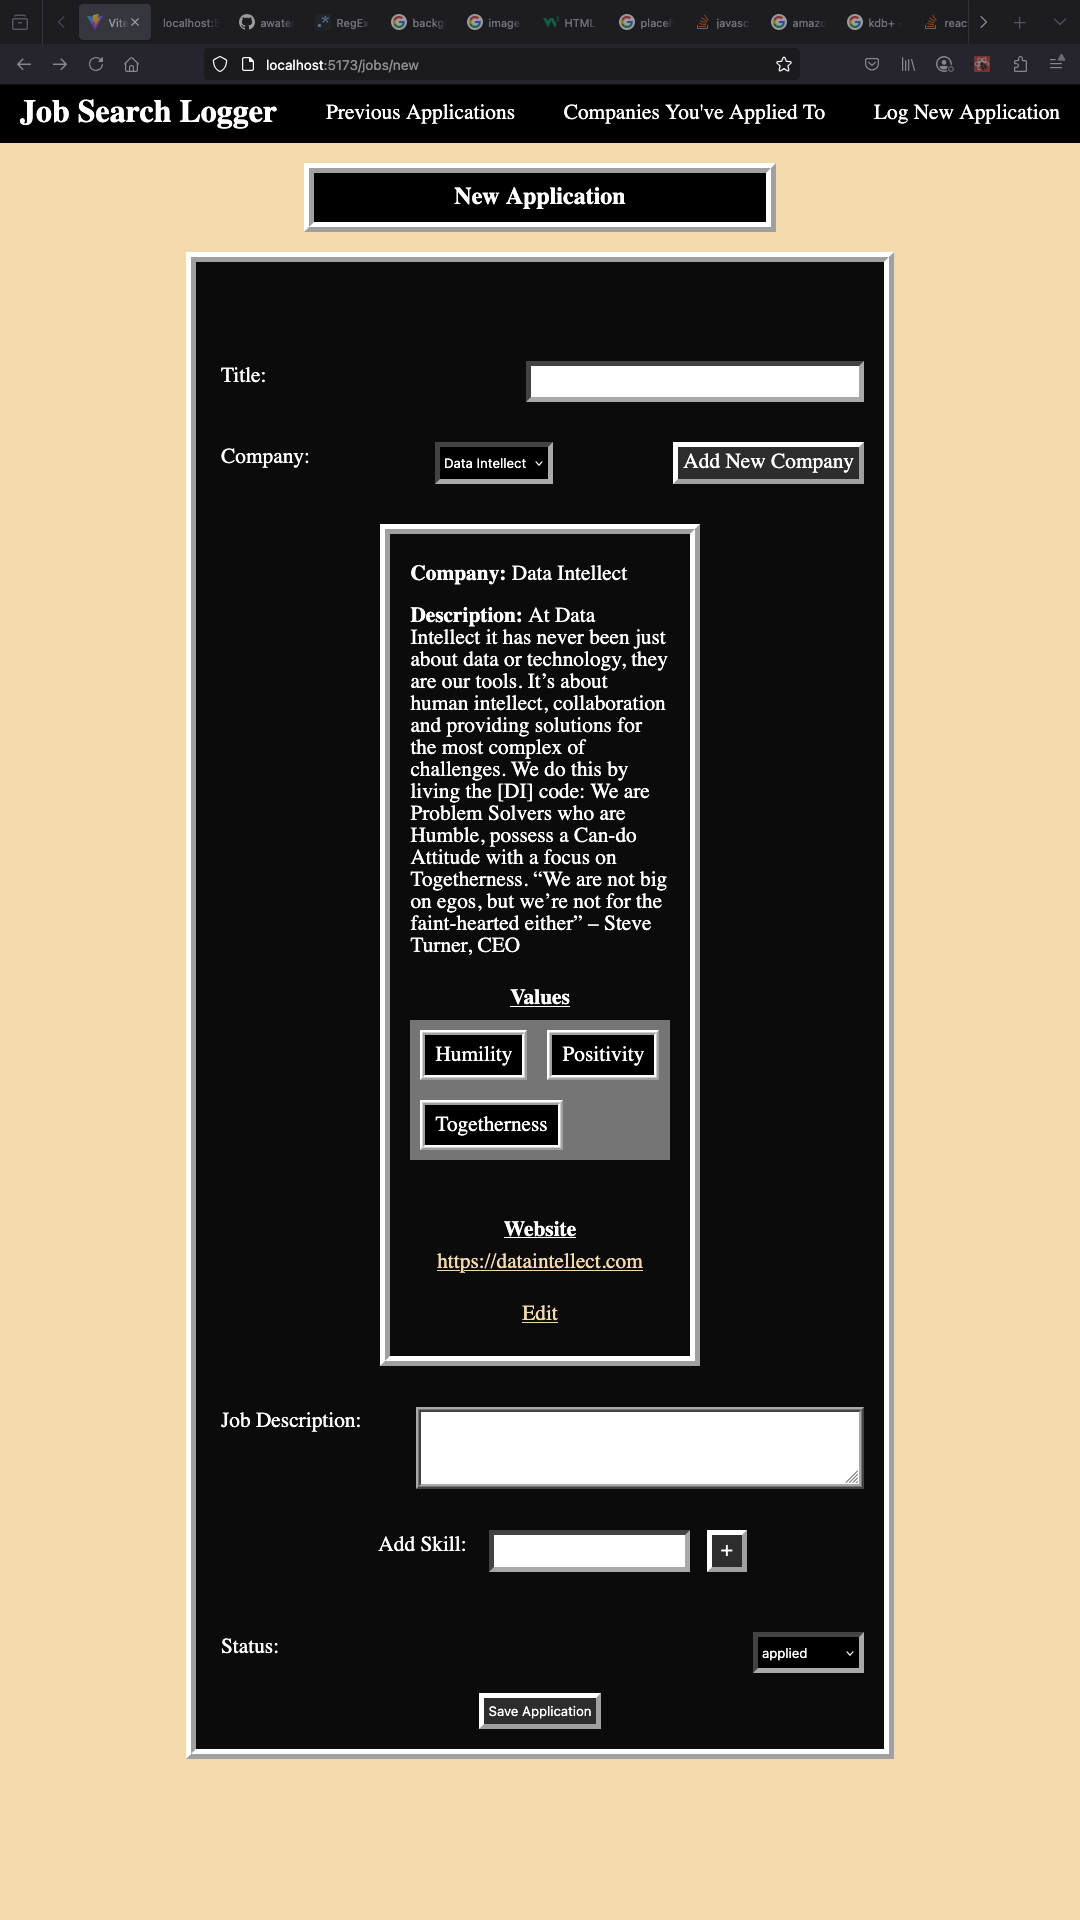 Vite
localhost:5
awate
RegEx
backg
image
HTML
place
javasc
amazo
kdb+
reac
localhost:5173/jobs/new
Job Search Logger
Previous Applications
Companies You've Applied To
Log New Application
New Application
Title:
Company:
Data Intellect
Add New Company
Company: Data Intellect
Description: At Data
Intellect it has never been just
about data or technology, they
are our tools. It’s about
human intellect, collaboration
and providing solutions for
the most complex of
challenges. We do this by
living the [DI] code: We are
Problem Solvers who are
Humble, possess a Can-do
Attitude with a focus on
Togetherness. “We are not big
on egos, but we’re not for the
faint-hearted either” – Steve
Turner, CEO
Values
Humility
Positivity
Togetherness
Website
https://dataintellect.com
Edit
Job Description:
Add Skill:
+
Status:
applied
Save Application